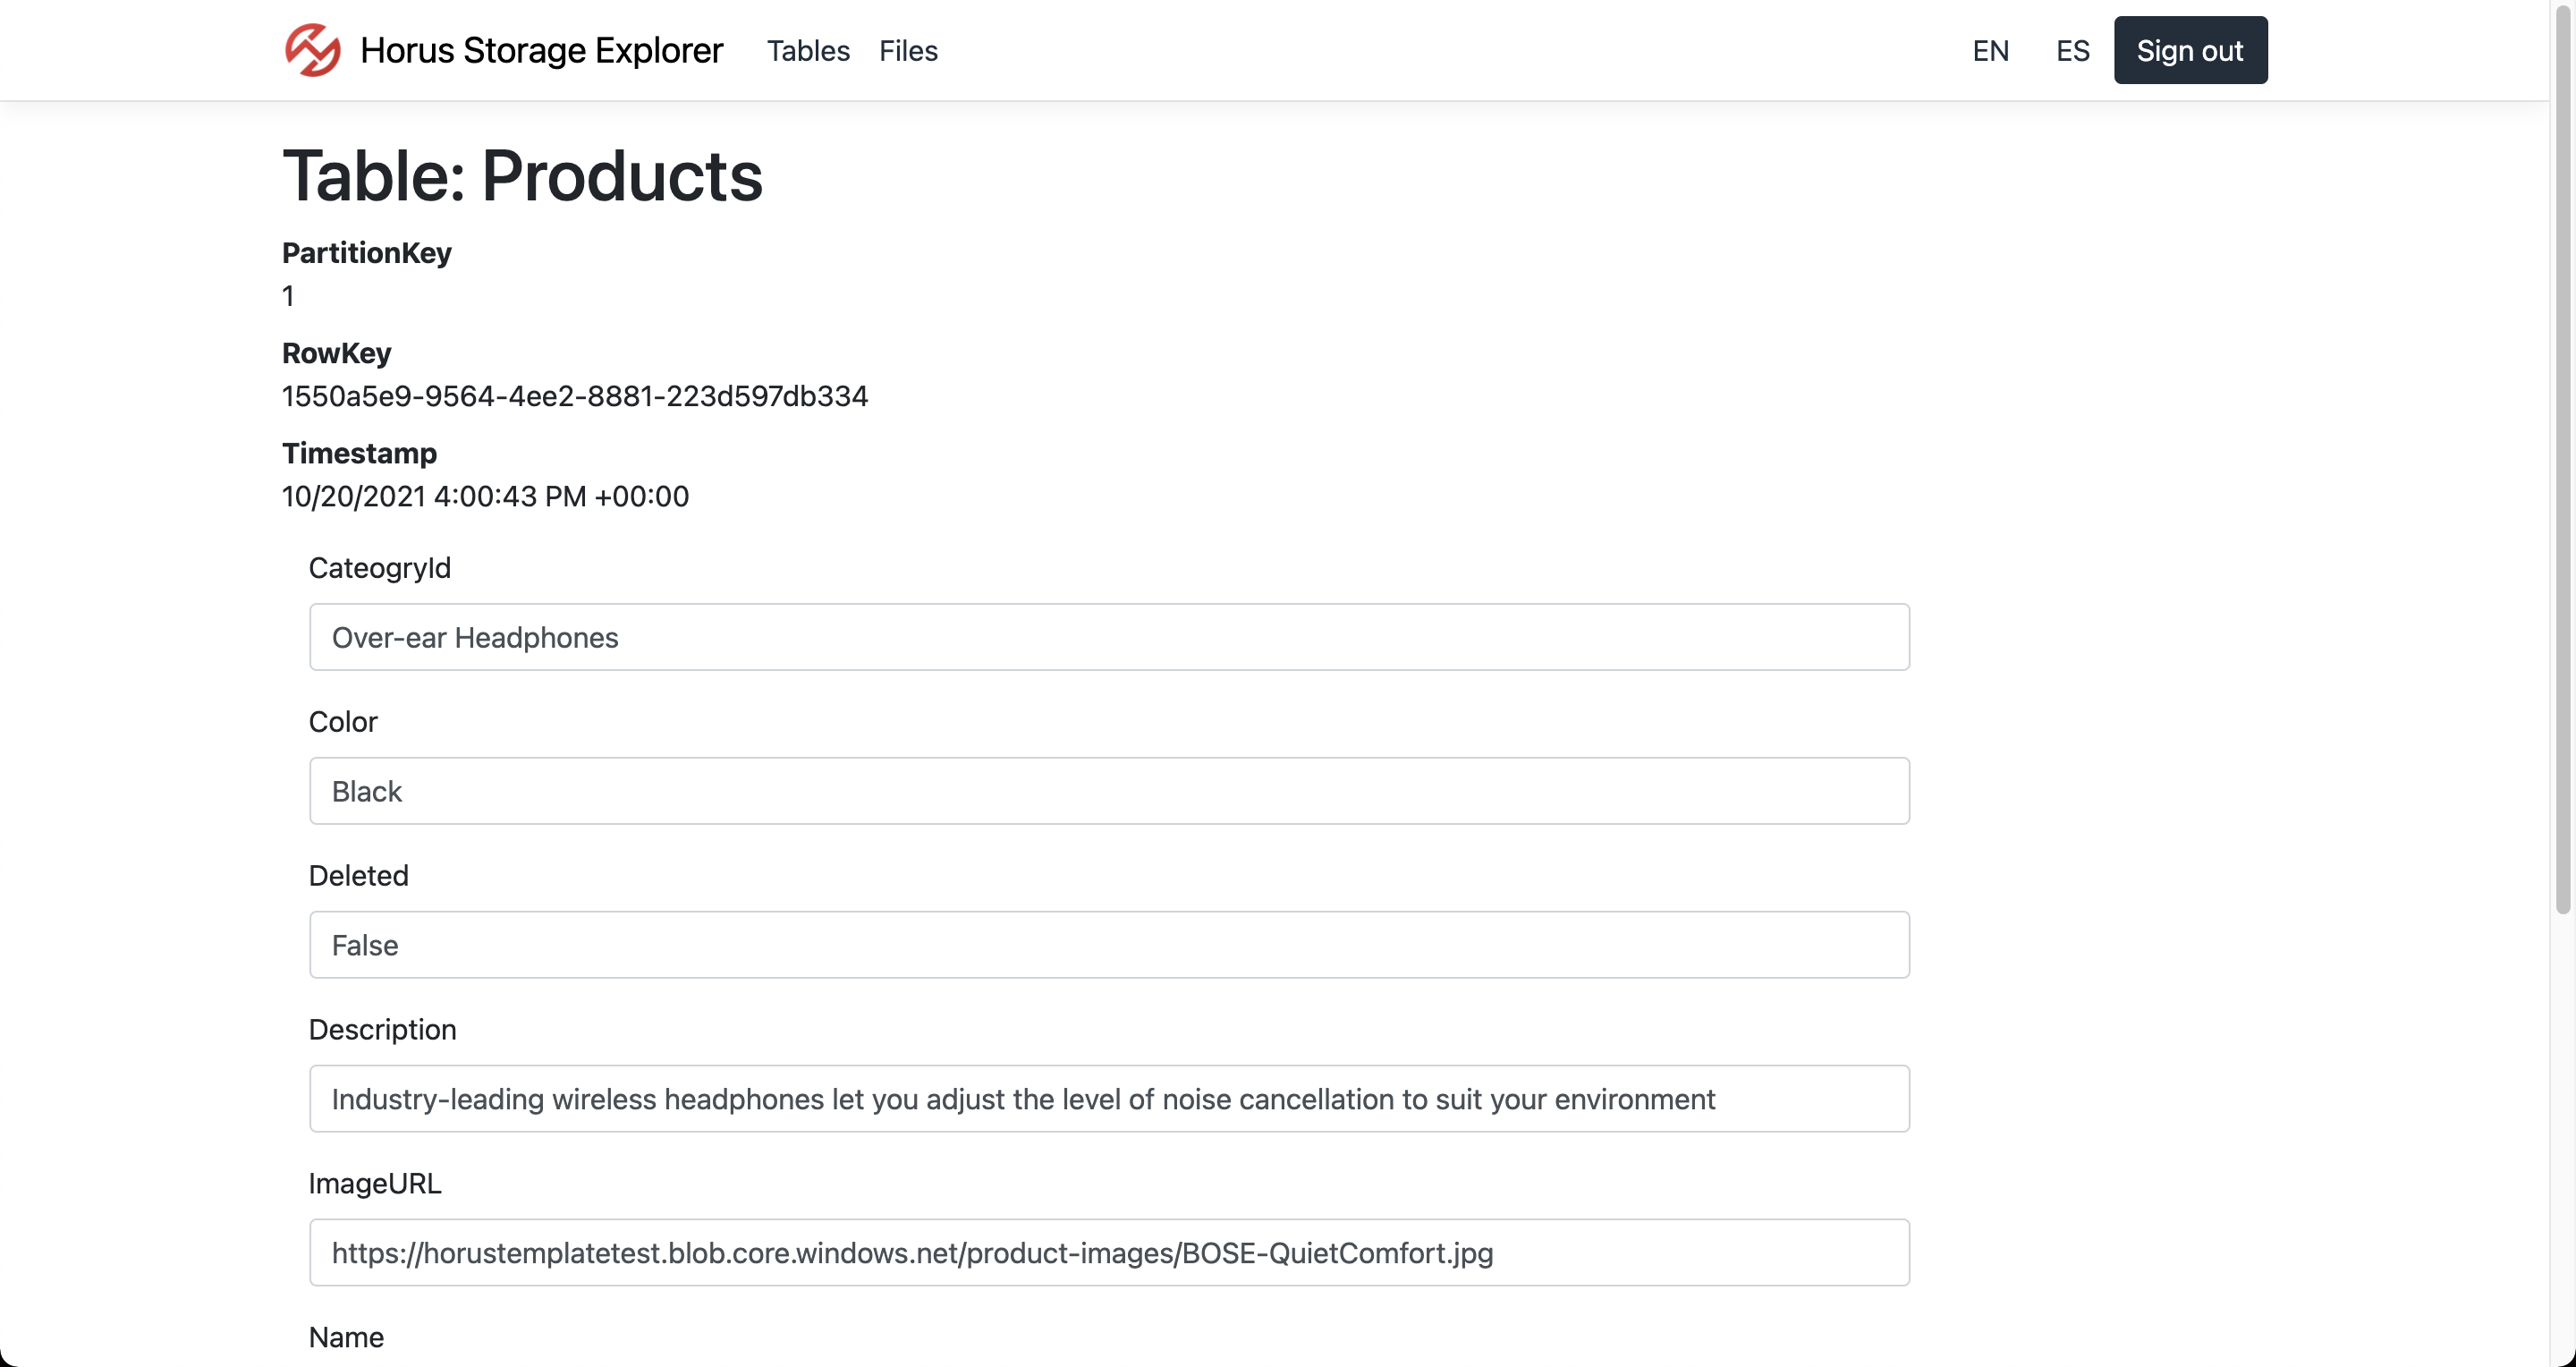 Horus Storage Explorer Tables Files EN ES Sign out
Table: Products
PartitionKey
1
RowKey
1550a5e9-9564-4ee2-8881-223d597db334
Timestamp
10/20/2021 4:00:43 PM +00:00
CateogryId
Over-ear Headphones
Color
Black
Deleted
False
Description
Industry-leading wireless headphones let you adjust the level of noise cancellation to suit your environment
ImageURL
https://horustemplatetest.blob.core.windows.net/product-images/BOSE-QuietComfort.jpg
Name